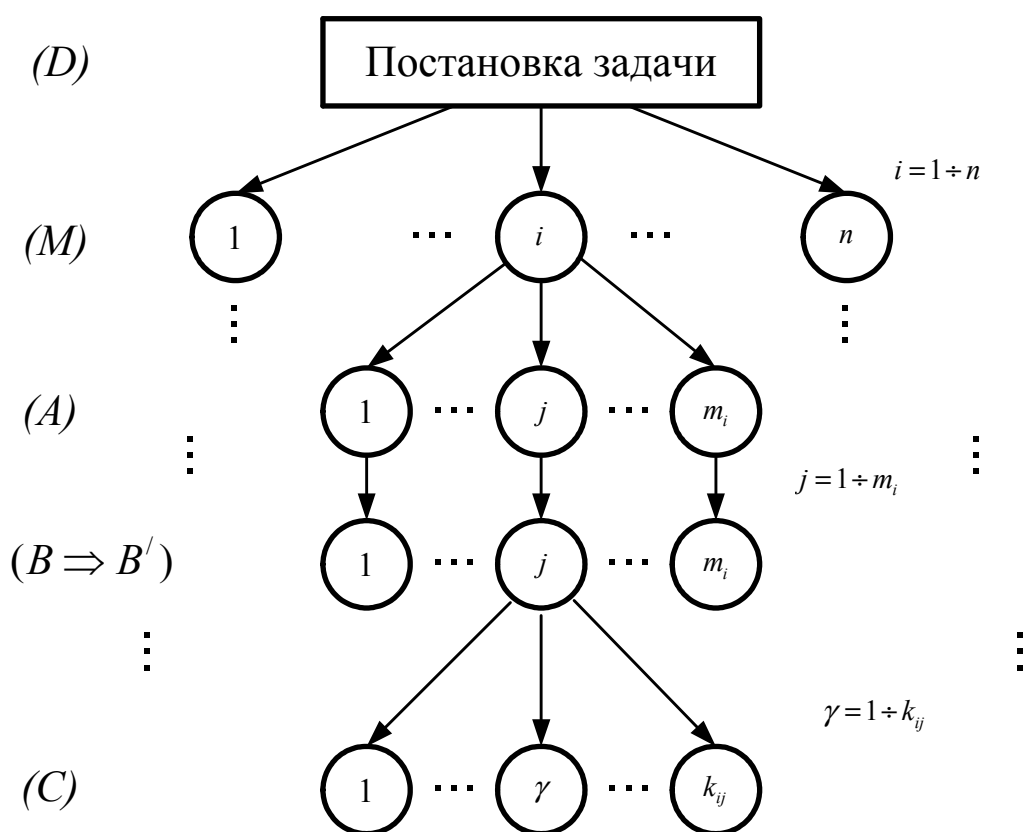 (D) Постановка задачи
i = 1 ÷ n
(M) 1 ... i ... n
(A) 1 ... j ... m_i
j = 1 ÷ m_i
(B ⇒ B^/) 1 ... j ... m_i
γ = 1 ÷ k_ij
(C) 1 ... γ ... k_ij